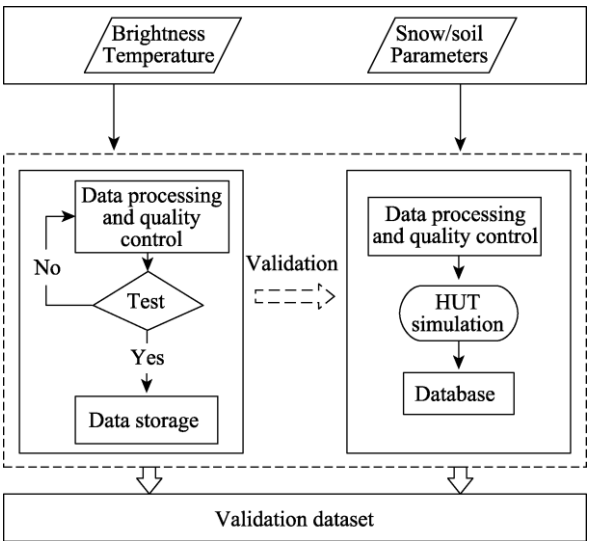 Brightness
Temperature
Snow/soil
Parameters
Data processing
and quality
control
No
Test
Yes
Data storage
Validation
Data processing
and quality control
HUT
simulation
Database
Validation dataset